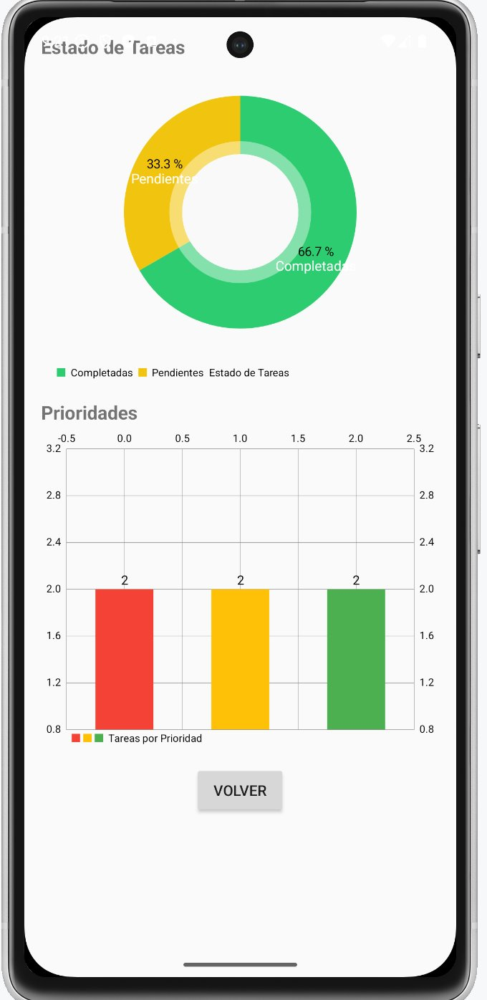 Estado de Tareas
33.3 %
Pendientes
66.7 %
Completadas
Completadas Pendientes Estado de Tareas
Prioridades
-0.5 0.0 0.5 1.0 1.5 2.0 2.5
3.2 3.2
2.8 2.8
2.4 2.4
2 2 2
2.0 2.0
1.6 1.6
1.2 1.2
0.8 0.8
Tareas por Prioridad
VOLVER